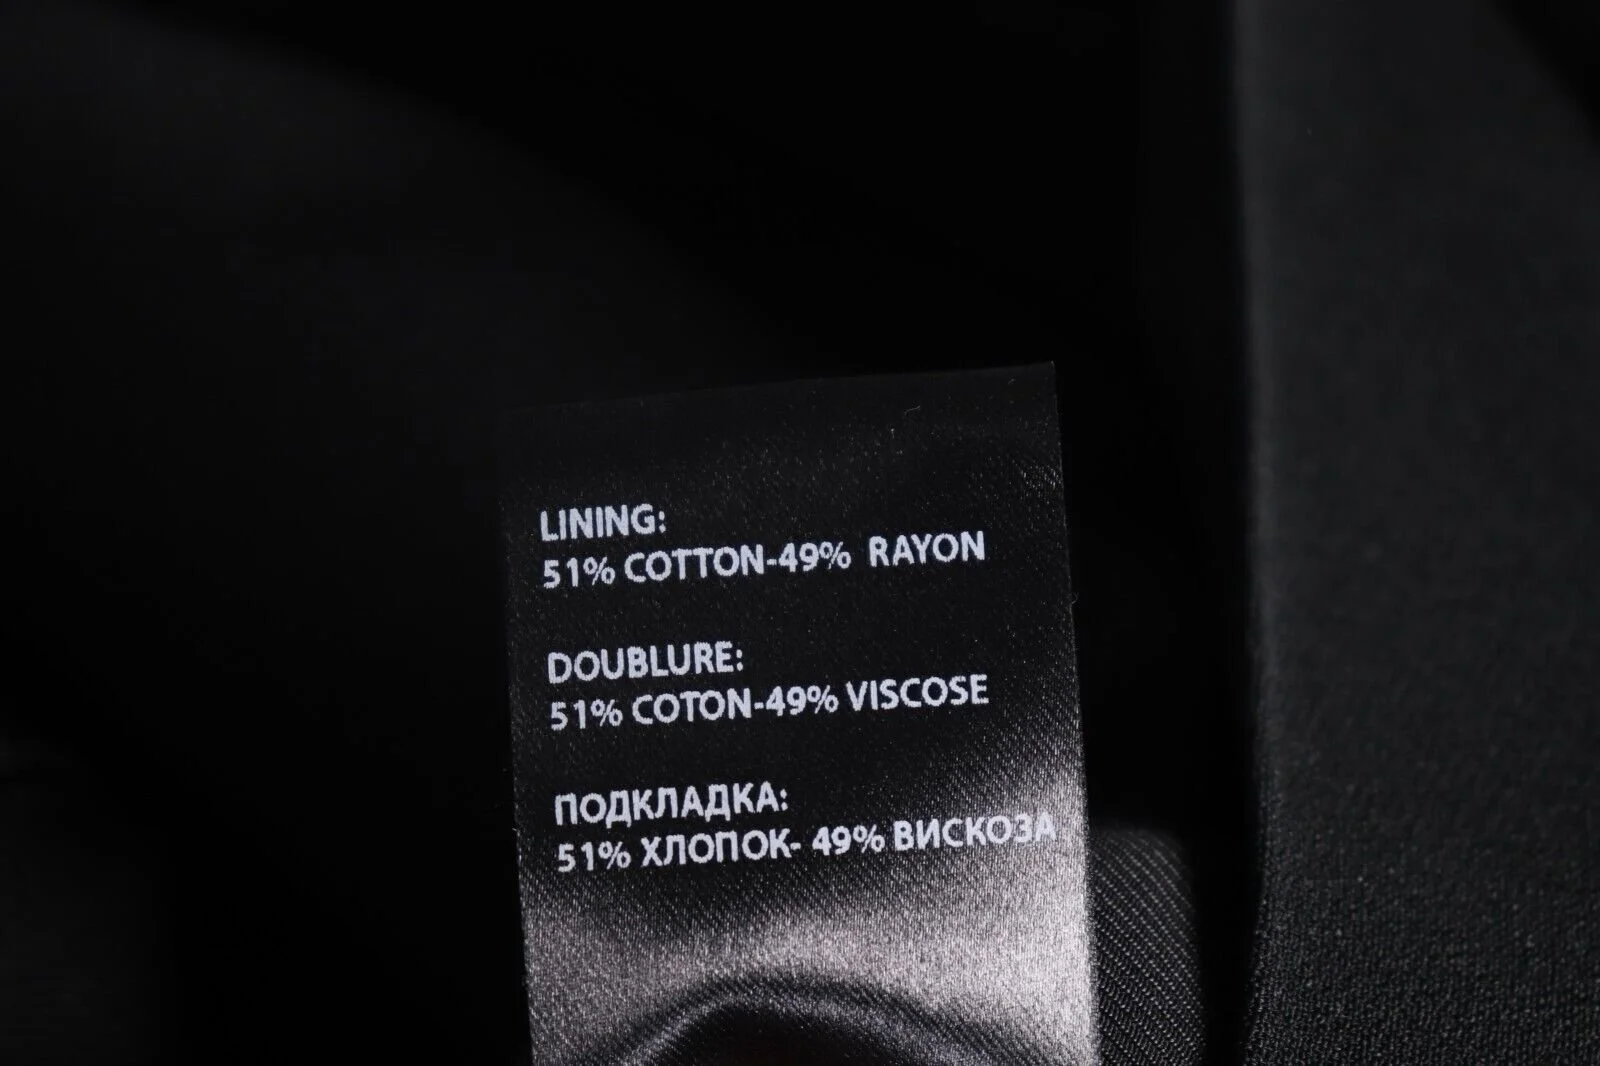 LINING:
51% COTTON-49% RAYON
DOUBLURE:
51% COTON-49% VISCOSE
ПОДКЛАДКА:
51% ХЛОПОК- 49% ВИСКОЗА